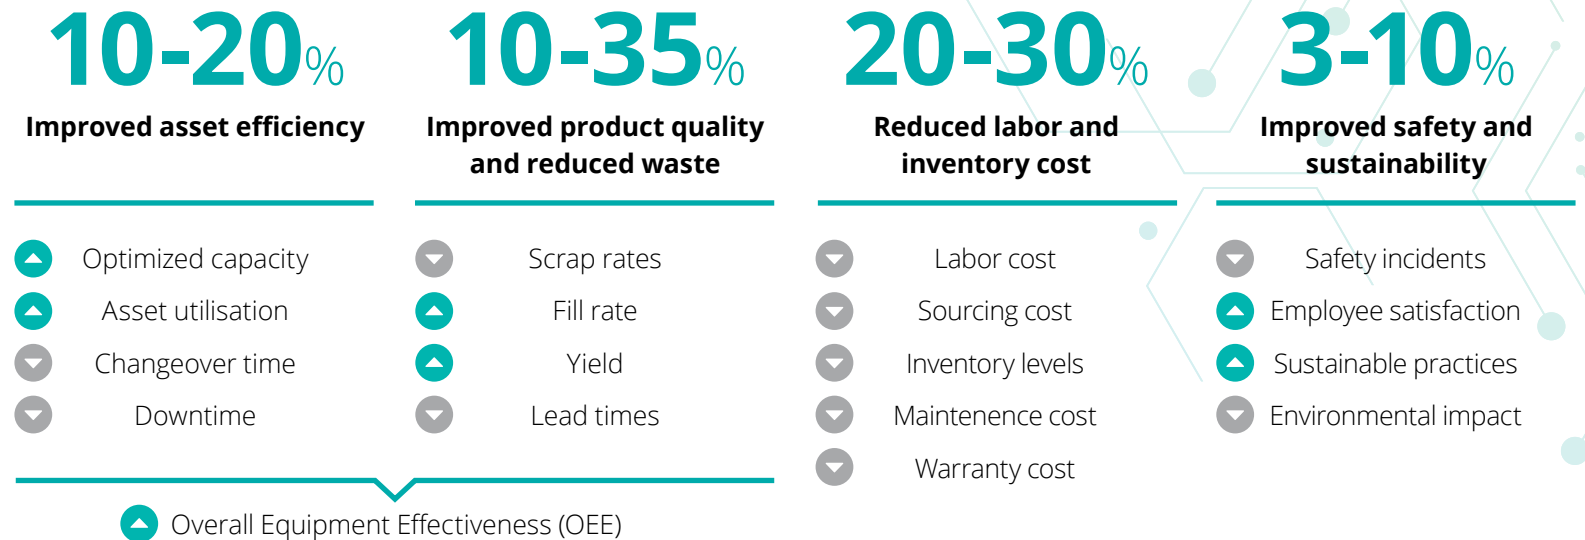 10-20%
Improved asset efficiency
Optimized capacity
Asset utilisation
Changeover time
Downtime
10-35%
Improved product quality
and reduced waste
Scrap rates
Fill rate
Yield
Lead times
Overall Equipment Effectiveness (OEE)
20-30%
Reduced labor and
inventory cost
Labor cost
Sourcing cost
Inventory levels
Maintenence cost
Warranty cost
3-10%
Improved safety and
sustainability
Safety incidents
Employee satisfaction
Sustainable practices
Environmental impact